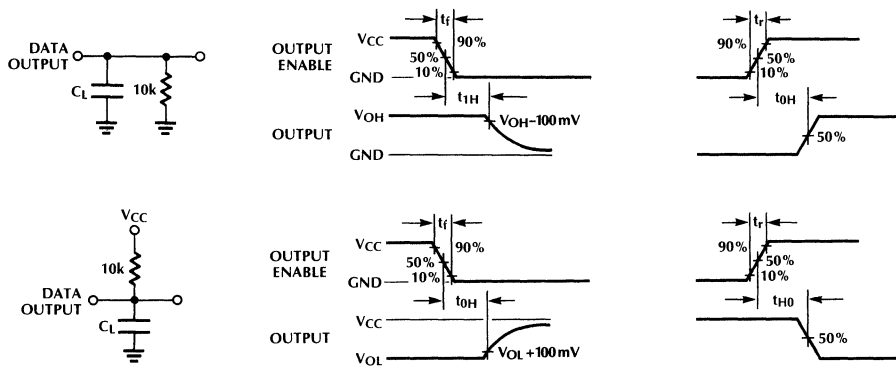 DATA OUTPUT
CL
10k
OUTPUT ENABLE
VCC
GND
tf
90%
50%
10%
t1H
OUTPUT
VOH
GND
VOH–100mV
tr
90%
50%
10%
t0H
50%
VCC
10k
DATA OUTPUT
CL
OUTPUT ENABLE
VCC
GND
tf
90%
50%
10%
t0H
OUTPUT
VCC
VOL
VOL+100mV
tr
90%
50%
10%
tH0
50%